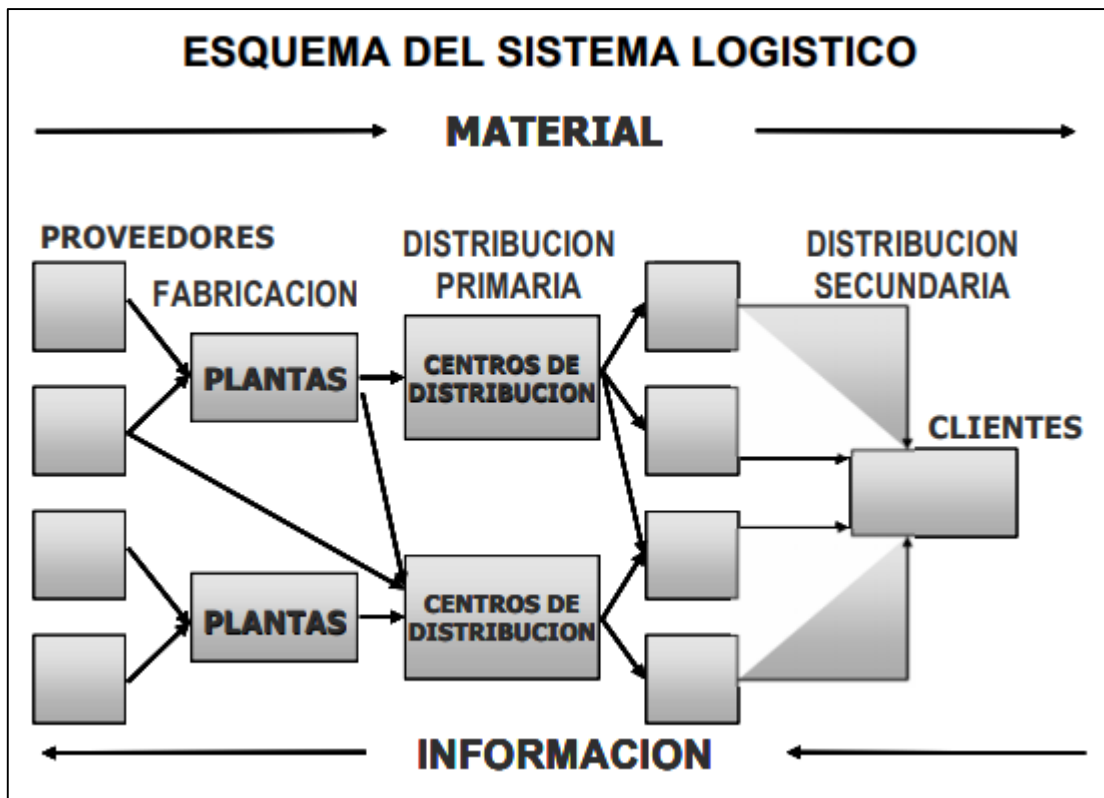 ESQUEMA DEL SISTEMA LOGISTICO
MATERIAL
PROVEEDORES
FABRICACION
DISTRIBUCION
PRIMARIA
DISTRIBUCION
SECUNDARIA
PLANTAS
CENTROS DE
DISTRIBUCION
CLIENTES
PLANTAS
CENTROS DE
DISTRIBUCION
INFORMACION